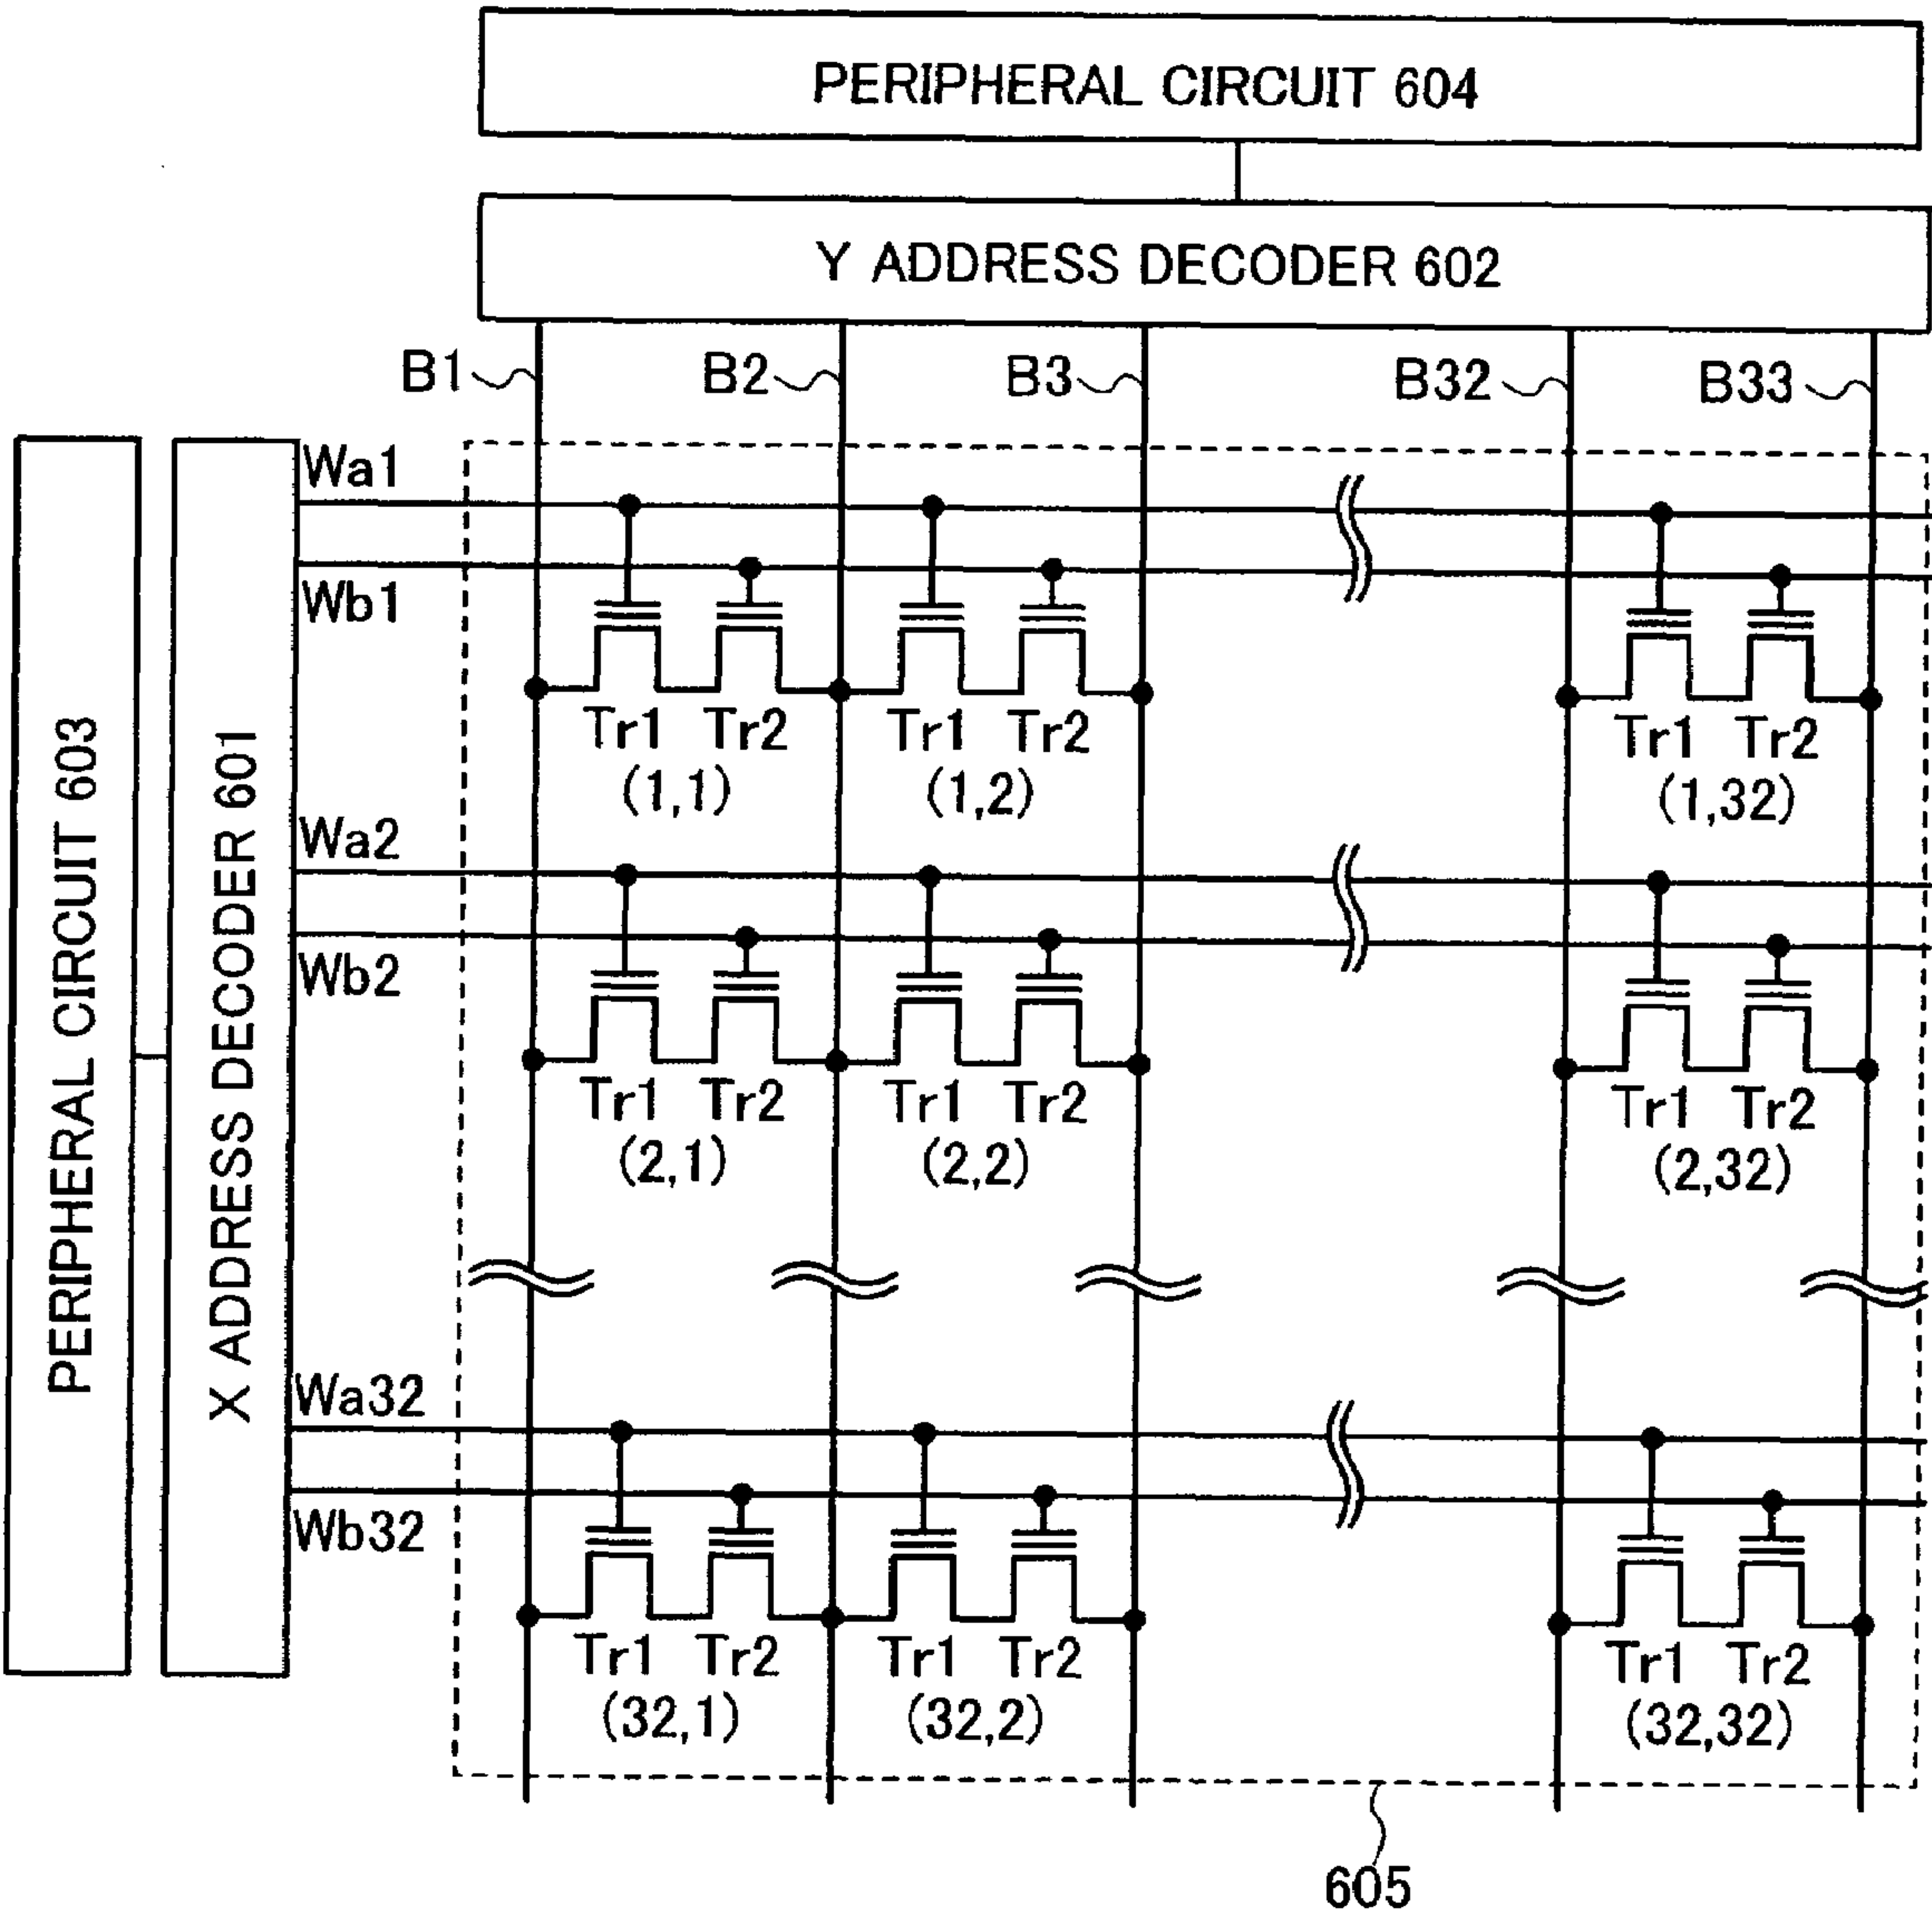 PERIPHERAL CIRCUIT 604
Y ADDRESS DECODER 602
B1 B2 B3 B32 B33
PERIPHERAL CIRCUIT 603
X ADDRESS DECODER 601
Wa1
Wb1
Tr1 Tr2 Tr1 Tr2 Tr1 Tr2
(1,1) (1,2) (1,32)
Wa2
Wb2
Tr1 Tr2 Tr1 Tr2 Tr1 Tr2
(2,1) (2,2) (2,32)
Wa32
Wb32
Tr1 Tr2 Tr1 Tr2 Tr1 Tr2
(32,1) (32,2) (32,32)
605